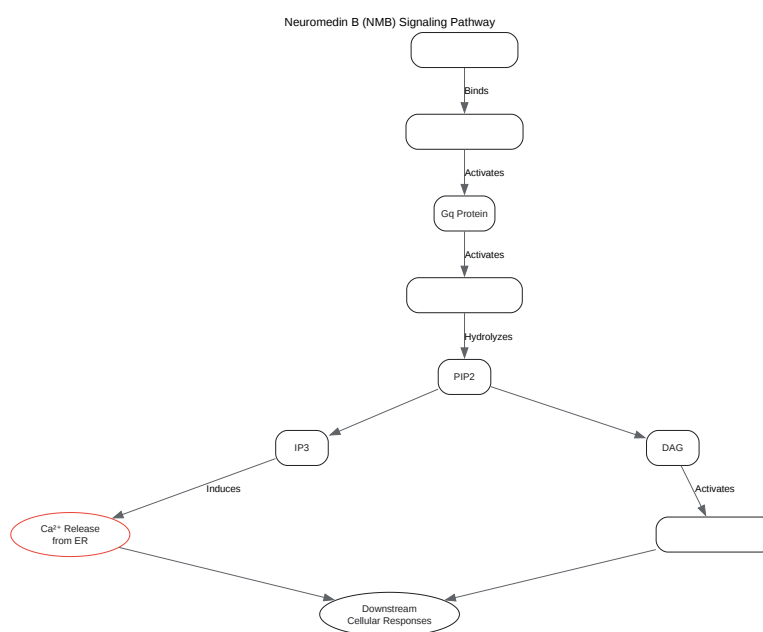 Neuromedin B (NMB) Signaling Pathway
Binds
Activates
Gq Protein
Activates
Hydrolyzes
PIP2
IP3
DAG
Induces
Activates
Ca²⁺ Release
from ER
Downstream
Cellular Responses